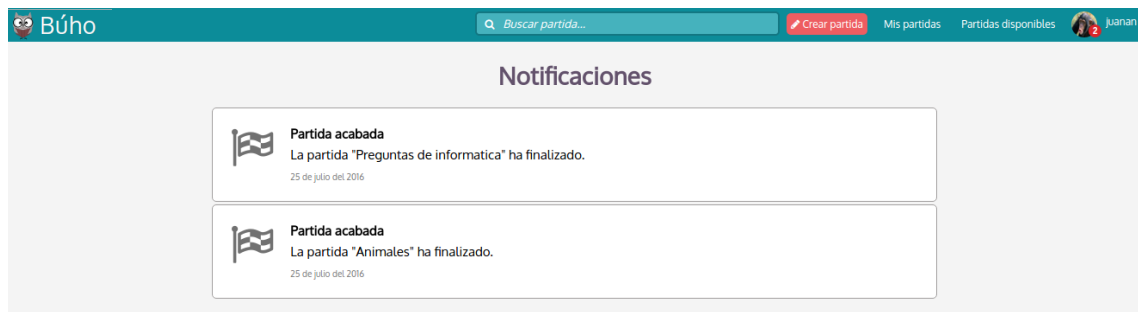 Búho
Buscar partida...
Crear partida
Mis partidas
Partidas disponibles
2
juanan
Notificaciones
Partida acabada
La partida "Preguntas de informatica" ha finalizado.
25 de julio del 2016
Partida acabada
La partida "Animales" ha finalizado.
25 de julio del 2016